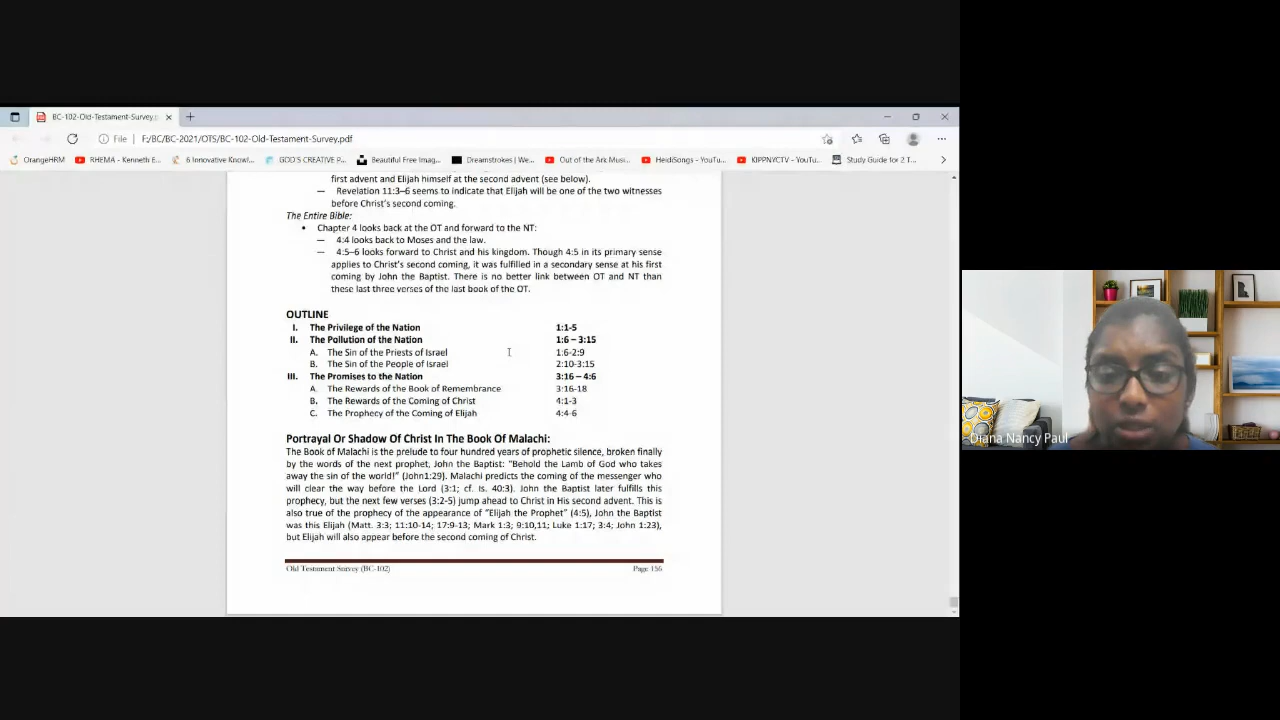 BC-102-Old-Testament-Survey.p
File | F:/BC/BC-2021/OTS/BC-102-Old-Testament-Survey.pdf
OrangeHRM RHEMA - Kenneth E... 6 Innovative Knowl... GOD'S CREATIVE P... Beautiful Free Imag... Dreamstrokes | We... Out of the Ark Musi... HeidiSongs - YouTu... KIPPNYCTV - YouTu... Study Guide for 2 T...
first advent and Elijah himself at the second advent (see below).
— Revelation 11:3–6 seems to indicate that Elijah will be one of the two witnesses
before Christ's second coming.
The Entire Bible:
• Chapter 4 looks back at the OT and forward to the NT:
— 4:4 looks back to Moses and the law.
— 4:5–6 looks forward to Christ and his kingdom. Though 4:5 in its primary sense
applies to Christ's second coming, it was fulfilled in a secondary sense at his first
coming by John the Baptist. There is no better link between OT and NT than
these last three verses of the last book of the OT.
OUTLINE
I. The Privilege of the Nation 1:1-5
II. The Pollution of the Nation 1:6 – 3:15
A. The Sin of the Priests of Israel 1:6-2:9
B. The Sin of the People of Israel 2:10-3:15
III. The Promises to the Nation 3:16 – 4:6
A. The Rewards of the Book of Remembrance 3:16-18
B. The Rewards of the Coming of Christ 4:1-3
C. The Prophecy of the Coming of Elijah 4:4-6
Portrayal Or Shadow Of Christ In The Book Of Malachi:
The Book of Malachi is the prelude to four hundred years of prophetic silence, broken finally
by the words of the next prophet, John the Baptist: "Behold the Lamb of God who takes
away the sin of the world!" (John1:29). Malachi predicts the coming of the messenger who
will clear the way before the Lord (3:1; cf. Is. 40:3). John the Baptist later fulfills this
prophecy, but the next few verses (3:2-5) jump ahead to Christ in His second advent. This is
also true of the prophecy of the appearance of "Elijah the Prophet" (4:5), John the Baptist
was this Elijah (Matt. 3:3; 11:10-14; 17:9-13; Mark 1:3; 9:10,11; Luke 1:17; 3:4; John 1:23),
but Elijah will also appear before the second coming of Christ.
Old Testament Survey (BC-102) Page 156
Diana Nancy Paul